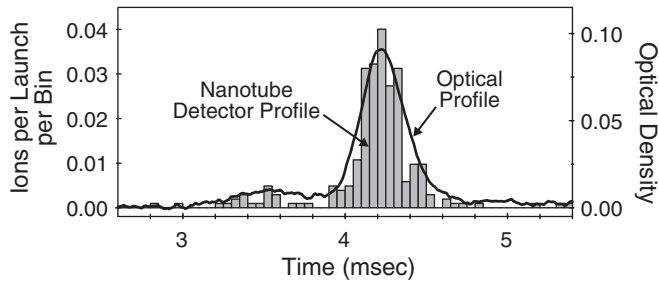 Ions per Launch
per Bin
0.04
0.03
0.02
0.01
0.00
Nanotube
Detector Profile
Optical
Profile
0.10
0.05
0.00
Optical Density
3
4
5
Time (msec)